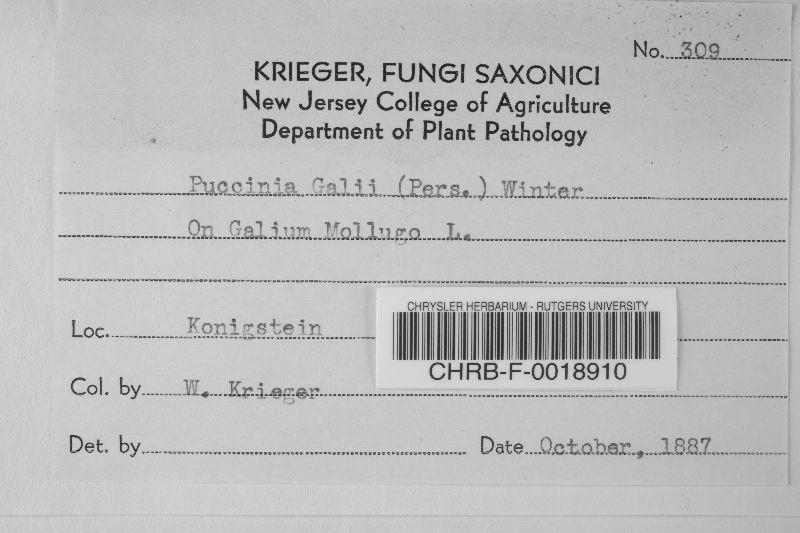 No. 309
KRIEGER, FUNGI SAXONICI
New Jersey College of Agriculture
Department of Plant Pathology
Puccinia Galii (Pers.) Winter
On Galium Mollugo L.
CHRYSLER HERBARIUM - RUTGERS UNIVERSITY
CHRB-F-0018910
Loc. Konigstein
Col. by W. Krieger
Det. by
Date October, 1887